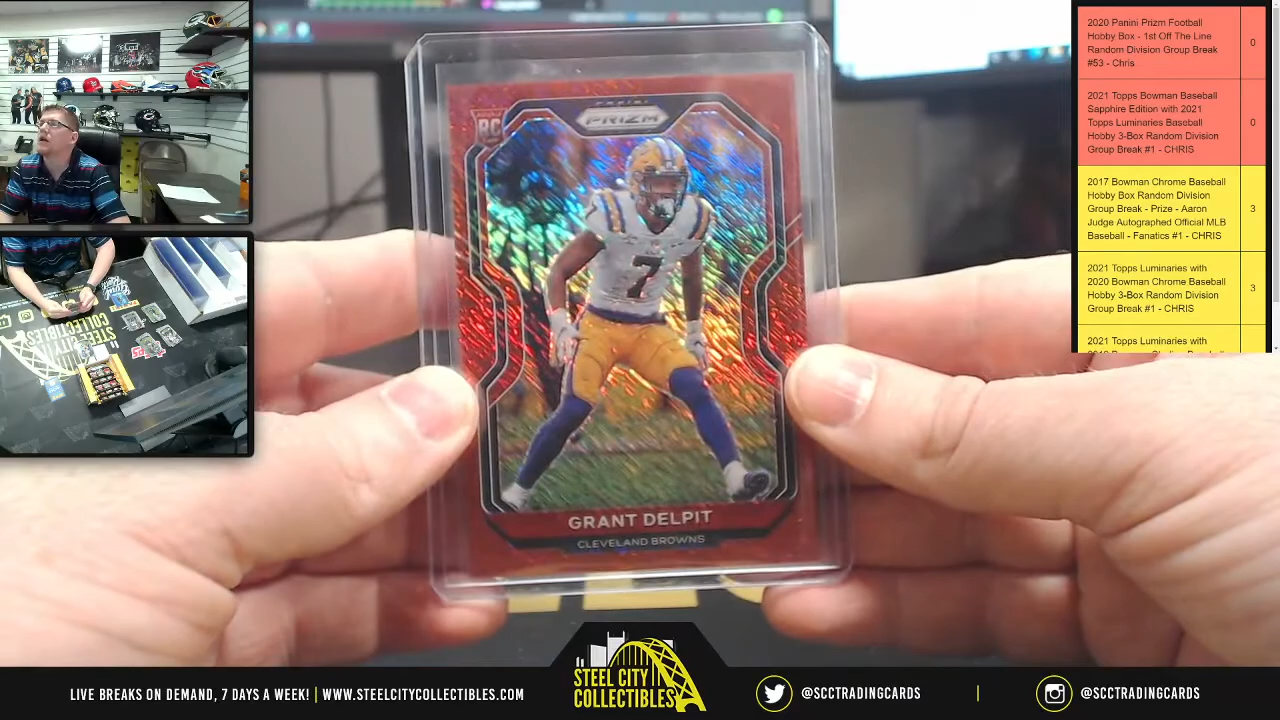 2020 Panini Prizm Football
Hobby Box - 1st Off The Line
Random Division Group Break
#53 - Chris
0
2021 Topps Bowman Baseball
Sapphire Edition with 2021
Topps Luminaries Baseball
Hobby 3-Box Random Division
Group Break #1 - CHRIS
0
2017 Bowman Chrome Baseball
Hobby Box Random Division
Group Break - Prize - Aaron
Judge Autographed Official MLB
Baseball - Fanatics #1 - CHRIS
3
2021 Topps Luminaries with
2020 Bowman Chrome Baseball
Hobby 3-Box Random Division
Group Break #1 - CHRIS
3
2021 Topps Luminaries with
PANINI
PRIZM
RC
7
GRANT DELPIT
CLEVELAND BROWNS
STEEL CITY
COLLECTIBLES
LIVE BREAKS ON DEMAND, 7 DAYS A WEEK! | WWW.STEELCITYCOLLECTIBLES.COM
STEEL CITY
COLLECTIBLES
@SCCTRADINGCARDS | @SCCTRADINGCARDS